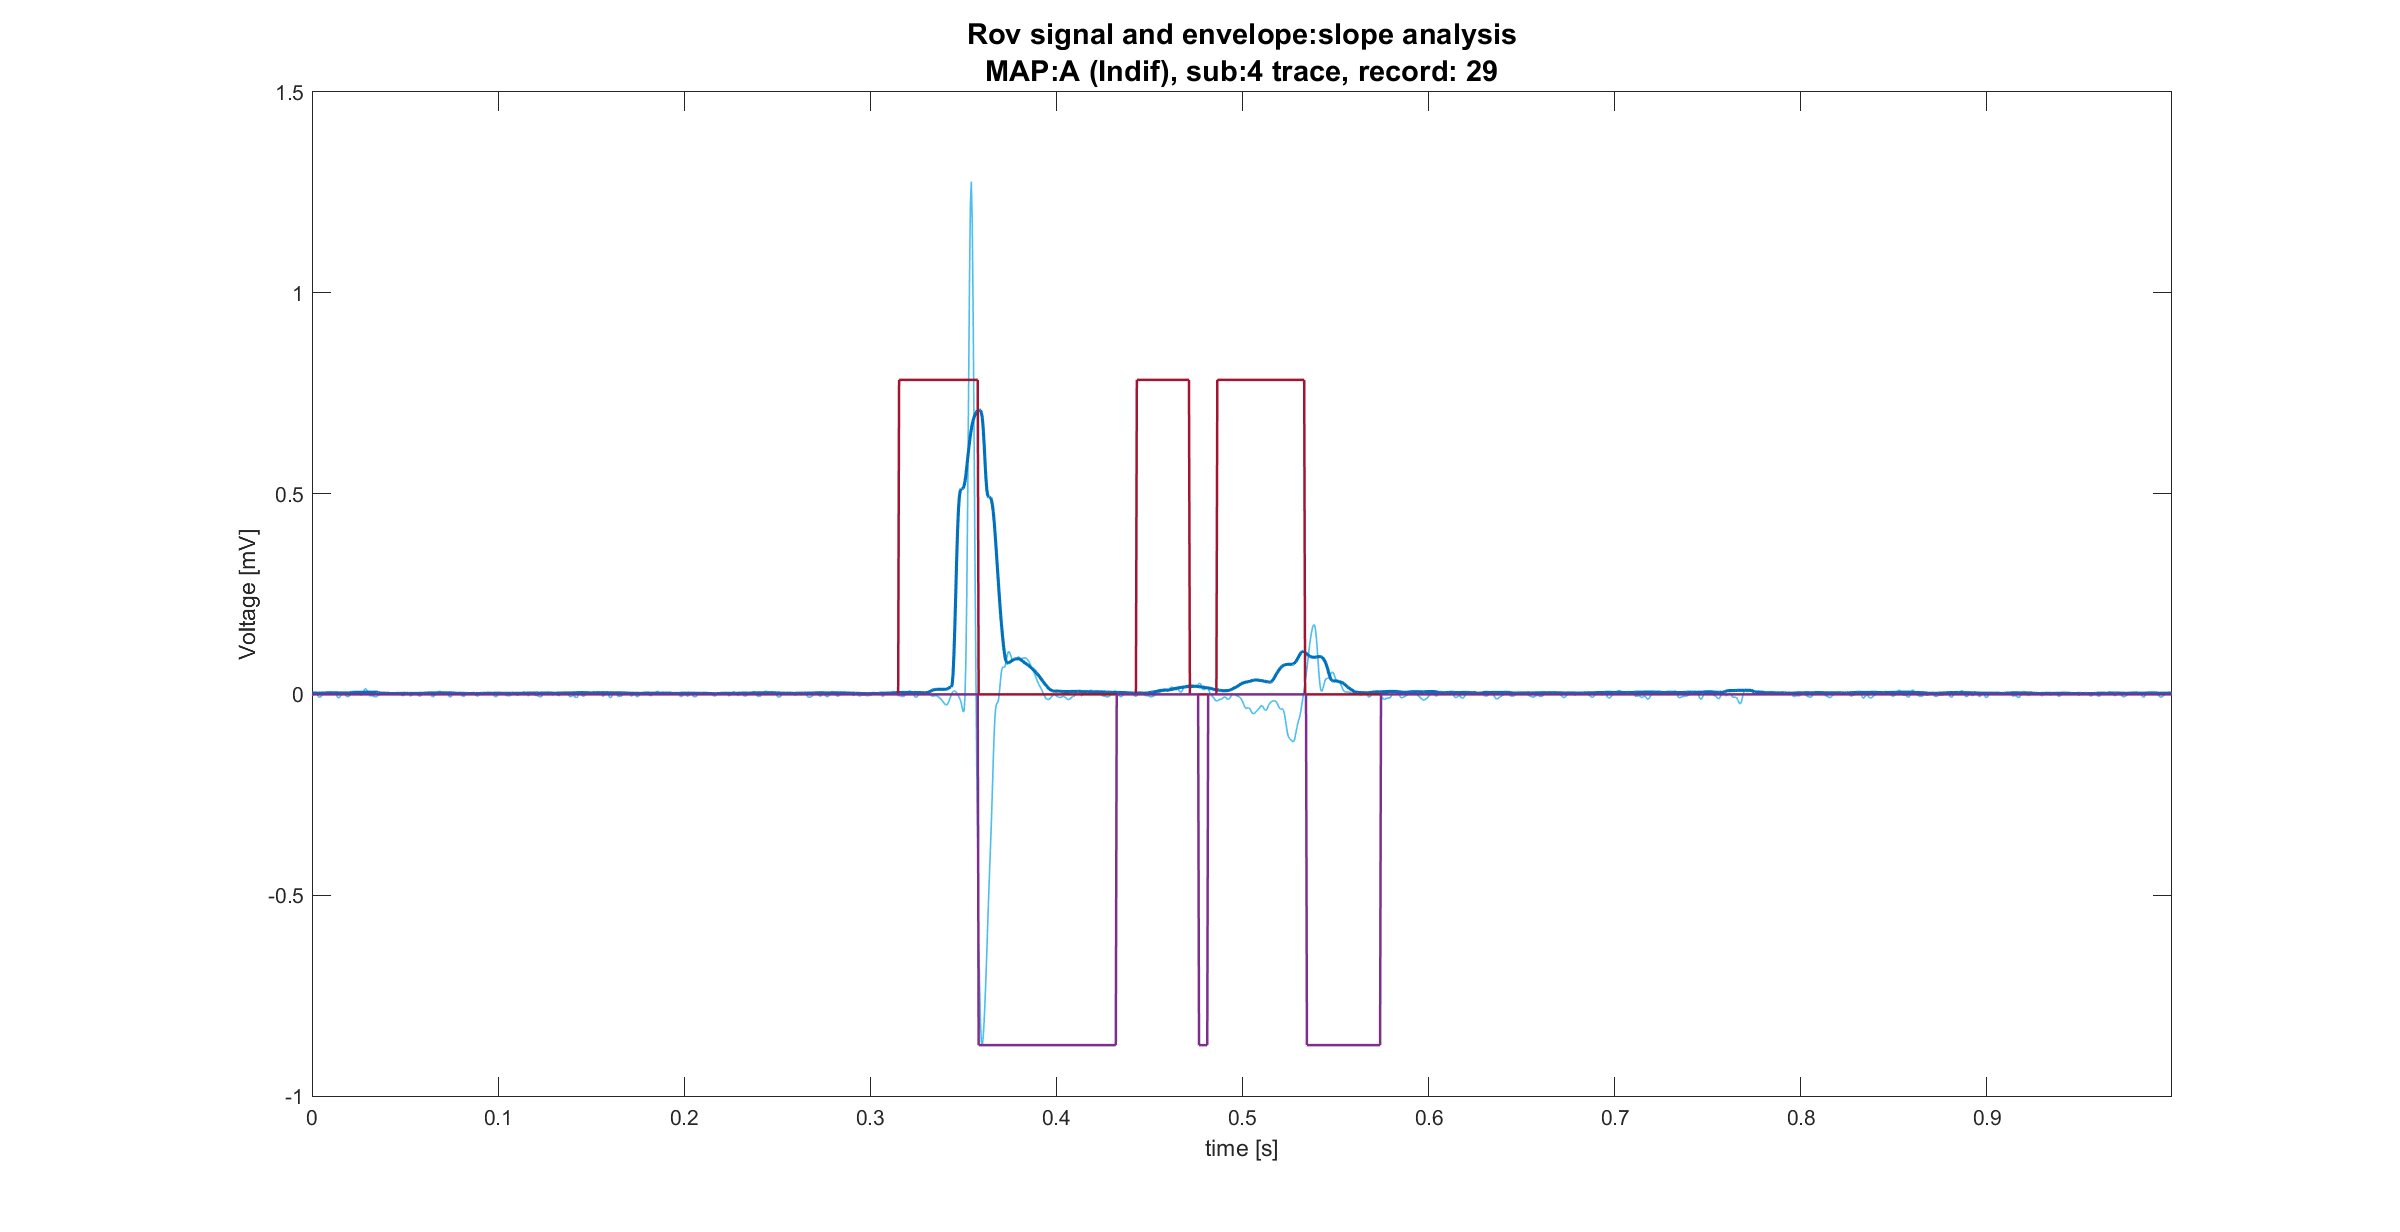 Rov signal and envelope:slope analysis
MAP:A (Indif), sub:4 trace, record: 29
1.5
1
0.5
0
-0.5
-1
Voltage [mV]
0 0.1 0.2 0.3 0.4 0.5 0.6 0.7 0.8 0.9
time [s]